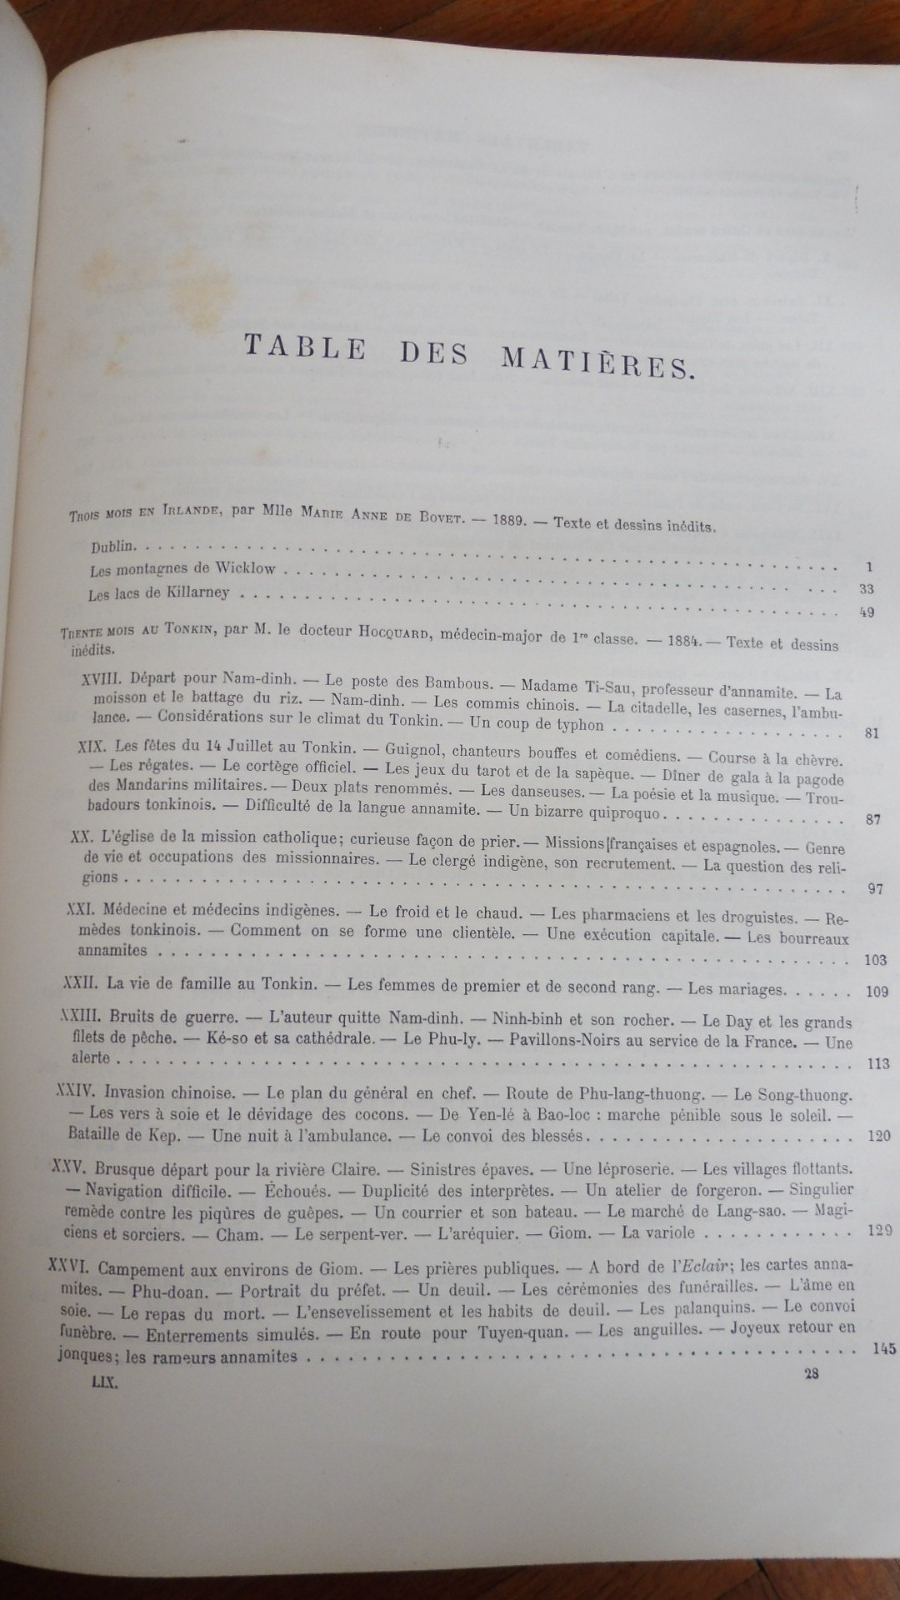 TABLE DES MATIÈRES.
TROIS MOIS EN IRLANDE, par Mlle MARIE ANNE DE BOVET. — 1889. — Texte et dessins inédits.
Dublin. . . . . . . . . . . . . . . . . . . . 1
Les montagnes de Wicklow . . . . . . . . . . . . . . . . . . . . 33
Les lacs de Killarney . . . . . . . . . . . . . . . . . . . . 49
TRENTE MOIS AU TONKIN, par M. le docteur HOCQUARD, médecin-major de 1re classe. — 1884. — Texte et dessins
inédits.
XVIII. Départ pour Nam-dinh. — Le poste des Bambous. — Madame Ti-Sau, professeur d'annamite. — La
moisson et le battage du riz. — Nam-dinh. — Les commis chinois. — La citadelle, les casernes, l'ambu-
lance. — Considérations sur le climat du Tonkin. — Un coup de typhon . . . . . . . . . . . . . . . . . . . 81
XIX. Les fêtes du 14 Juillet au Tonkin. — Guignol, chanteurs bouffes et comédiens. — Course à la chèvre.
— Les régates. — Le cortège officiel. — Les jeux du tarot et de la sapèque. — Dîner de gala à la pagode
des Mandarins militaires. — Deux plats renommés. — Les danseuses. — La poésie et la musique. — Trou-
badours tonkinois. — Difficulté de la langue annamite. — Un bizarre quiproquo. . . . . . . . . . . . . . . 87
XX. L'église de la mission catholique; curieuse façon de prier. — Missions françaises et espagnoles. — Genre
de vie et occupations des missionnaires. — Le clergé indigène, son recrutement. — La question des reli-
gions . . . . . . . . . . . . . . . . . . . . 97
XXI. Médecine et médecins indigènes. — Le froid et le chaud. — Les pharmaciens et les droguistes. — Re-
mèdes tonkinois. — Comment on se forme une clientèle. — Une exécution capitale. — Les bourreaux
annamites . . . . . . . . . . . . . . . . . . . . 103
XXII. La vie de famille au Tonkin. — Les femmes de premier et de second rang. — Les mariages. . . . . . 109
XXIII. Bruits de guerre. — L'auteur quitte Nam-dinh. — Ninh-binh et son rocher. — Le Day et les grands
filets de pêche. — Ké-so et sa cathédrale. — Le Phu-ly. — Pavillons-Noirs au service de la France. — Une
alerte . . . . . . . . . . . . . . . . . . . . 113
XXIV. Invasion chinoise. — Le plan du général en chef. — Route de Phu-lang-thuong. — Le Song-thuong.
— Les vers à soie et le dévidage des cocons. — De Yen-lé à Bao-loc : marche pénible sous le soleil. —
Bataille de Kep. — Une nuit à l'ambulance. — Le convoi des blessés. . . . . . . . . . . . . . . . . . . . 120
XXV. Brusque départ pour la rivière Claire. — Sinistres épaves. — Une léproserie. — Les villages flottants.
— Navigation difficile. — Échoués. — Duplicité des interprètes. — Un atelier de forgeron. — Singulier
remède contre les piqûres de guêpes. — Un courrier et son bateau. — Le marché de Lang-sao. — Magi-
ciens et sorciers. — Cham. — Le serpent-ver. — L'aréquier. — Giom. — La variole . . . . . . . . . . . . 129
XXVI. Campement aux environs de Giom. — Les prières publiques. — A bord de l'Eclair; les cartes anna-
mites. — Phu-doan. — Portrait du préfet. — Un deuil. — Les cérémonies des funérailles. — L'âme en
soie. — Le repas du mort. — L'ensevelissement et les habits de deuil. — Les palanquins. — Le convoi
funèbre. — Enterrements simulés. — En route pour Tuyen-quan. — Les anguilles. — Joyeux retour en
jonques; les rameurs annamites . . . . . . . . . . . . . . . . . . . . 145
LIX. 28